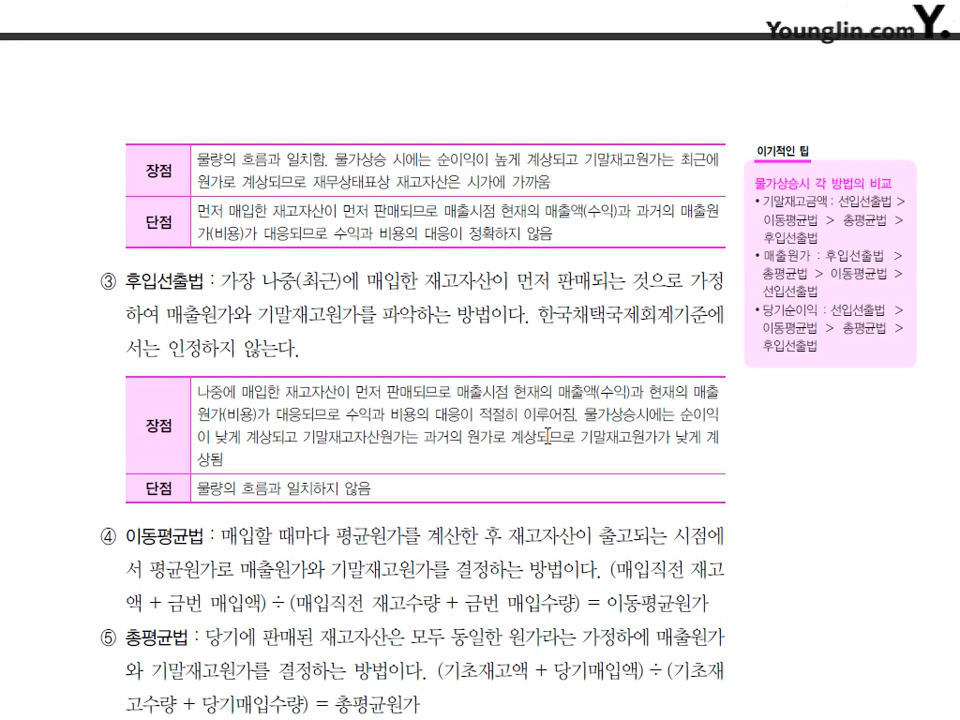 Younglin.com Y.
장점
물량의 흐름과 일치함. 물가상승 시에는 순이익이 높게 계상되고 기말재고원가는 최근에
원가로 계상되므로 재무상태표상 재고자산은 시가에 가까움
단점
먼저 매입한 재고자산이 먼저 판매되므로 매출시점 현재의 매출액(수익)과 과거의 매출원
가(비용)가 대응되므로 수익과 비용의 대응이 정확하지 않음
③ 후입선출법 : 가장 나중(최근)에 매입한 재고자산이 먼저 판매되는 것으로 가정
하여 매출원가와 기말재고원가를 파악하는 방법이다. 한국채택국제회계기준에
서는 인정하지 않는다.
장점
나중에 매입한 재고자산이 먼저 판매되므로 매출시점 현재의 매출액(수익)과 현재의 매출
원가(비용)가 대응되므로 수익과 비용의 대응이 적절히 이루어짐. 물가상승시에는 순이익
이 낮게 계상되고 기말재고자산원가는 과거의 원가로 계상되므로 기말재고원가가 낮게 계
상됨
단점
물량의 흐름과 일치하지 않음
④ 이동평균법 : 매입할 때마다 평균원가를 계산한 후 재고자산이 출고되는 시점에
서 평균원가로 매출원가와 기말재고원가를 결정하는 방법이다. (매입직전 재고
액 + 금번 매입액) ÷ (매입직전 재고수량 + 금번 매입수량) = 이동평균원가
⑤ 총평균법 : 당기에 판매된 재고자산은 모두 동일한 원가라는 가정하에 매출원가
와 기말재고원가를 결정하는 방법이다. (기초재고액 + 당기매입액) ÷ (기초재
고수량 + 당기매입수량) = 총평균원가
이기적인 팁
물가상승시 각 방법의 비교
• 기말재고금액 : 선입선출법 >
이동평균법 > 총평균법 >
후입선출법
• 매출원가 : 후입선출법 >
총평균법 > 이동평균법 >
선입선출법
• 당기순이익 : 선입선출법 >
이동평균법 > 총평균법 >
후입선출법